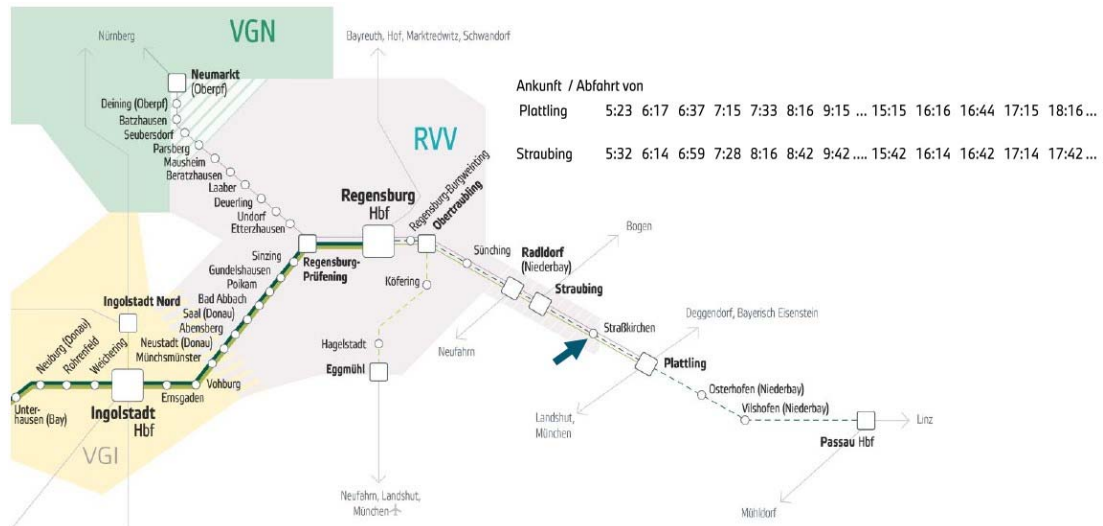 VGN
Nürnberg
Bayreuth, Hof, Marktredwitz, Schwandorf
Neumarkt
(Oberpf)
Deining (Oberpf)
Batzhausen
Seubersdorf
Parsberg
Mausheim
Beratzhausen
Laaber
Deuerling
Undorf
Etterzhausen
Ankunft / Abfahrt von
Plattling 5:23 6:17 6:37 7:15 7:33 8:16 9:15 ... 15:15 16:16 16:44 17:15 18:16 ...
Straubing 5:32 6:14 6:59 7:28 8:16 8:42 9:42 .... 15:42 16:14 16:42 17:14 17:42 ...
RVV
Regensburg
Hbf
Regensburg-Burgweinting
Obertraubling
Sinzing
Gundelshausen
Poikam
Bad Abbach
Saal (Donau)
Abensberg
Neustadt (Donau)
Münchsmünster
Regensburg-
Prüfening
Köfering
Hagelstadt
Eggmühl
Sünching
Radldorf
(Niederbay)
Straubing
Bogen
Neufahrn
Straßkirchen
Deggendorf, Bayerisch Eisenstein
Plattling
Landshut,
München
Osterhofen (Niederbay)
Vilshofen (Niederbay)
Passau Hbf
Linz
Mühldorf
Ingolstadt Nord
Neuburg (Donau)
Rohrenfeld
Weichering
Unter-
hausen (Bay)
Ingolstadt
Hbf
Ernsgaden
Vohburg
VGI
Neufahrn, Landshut,
München